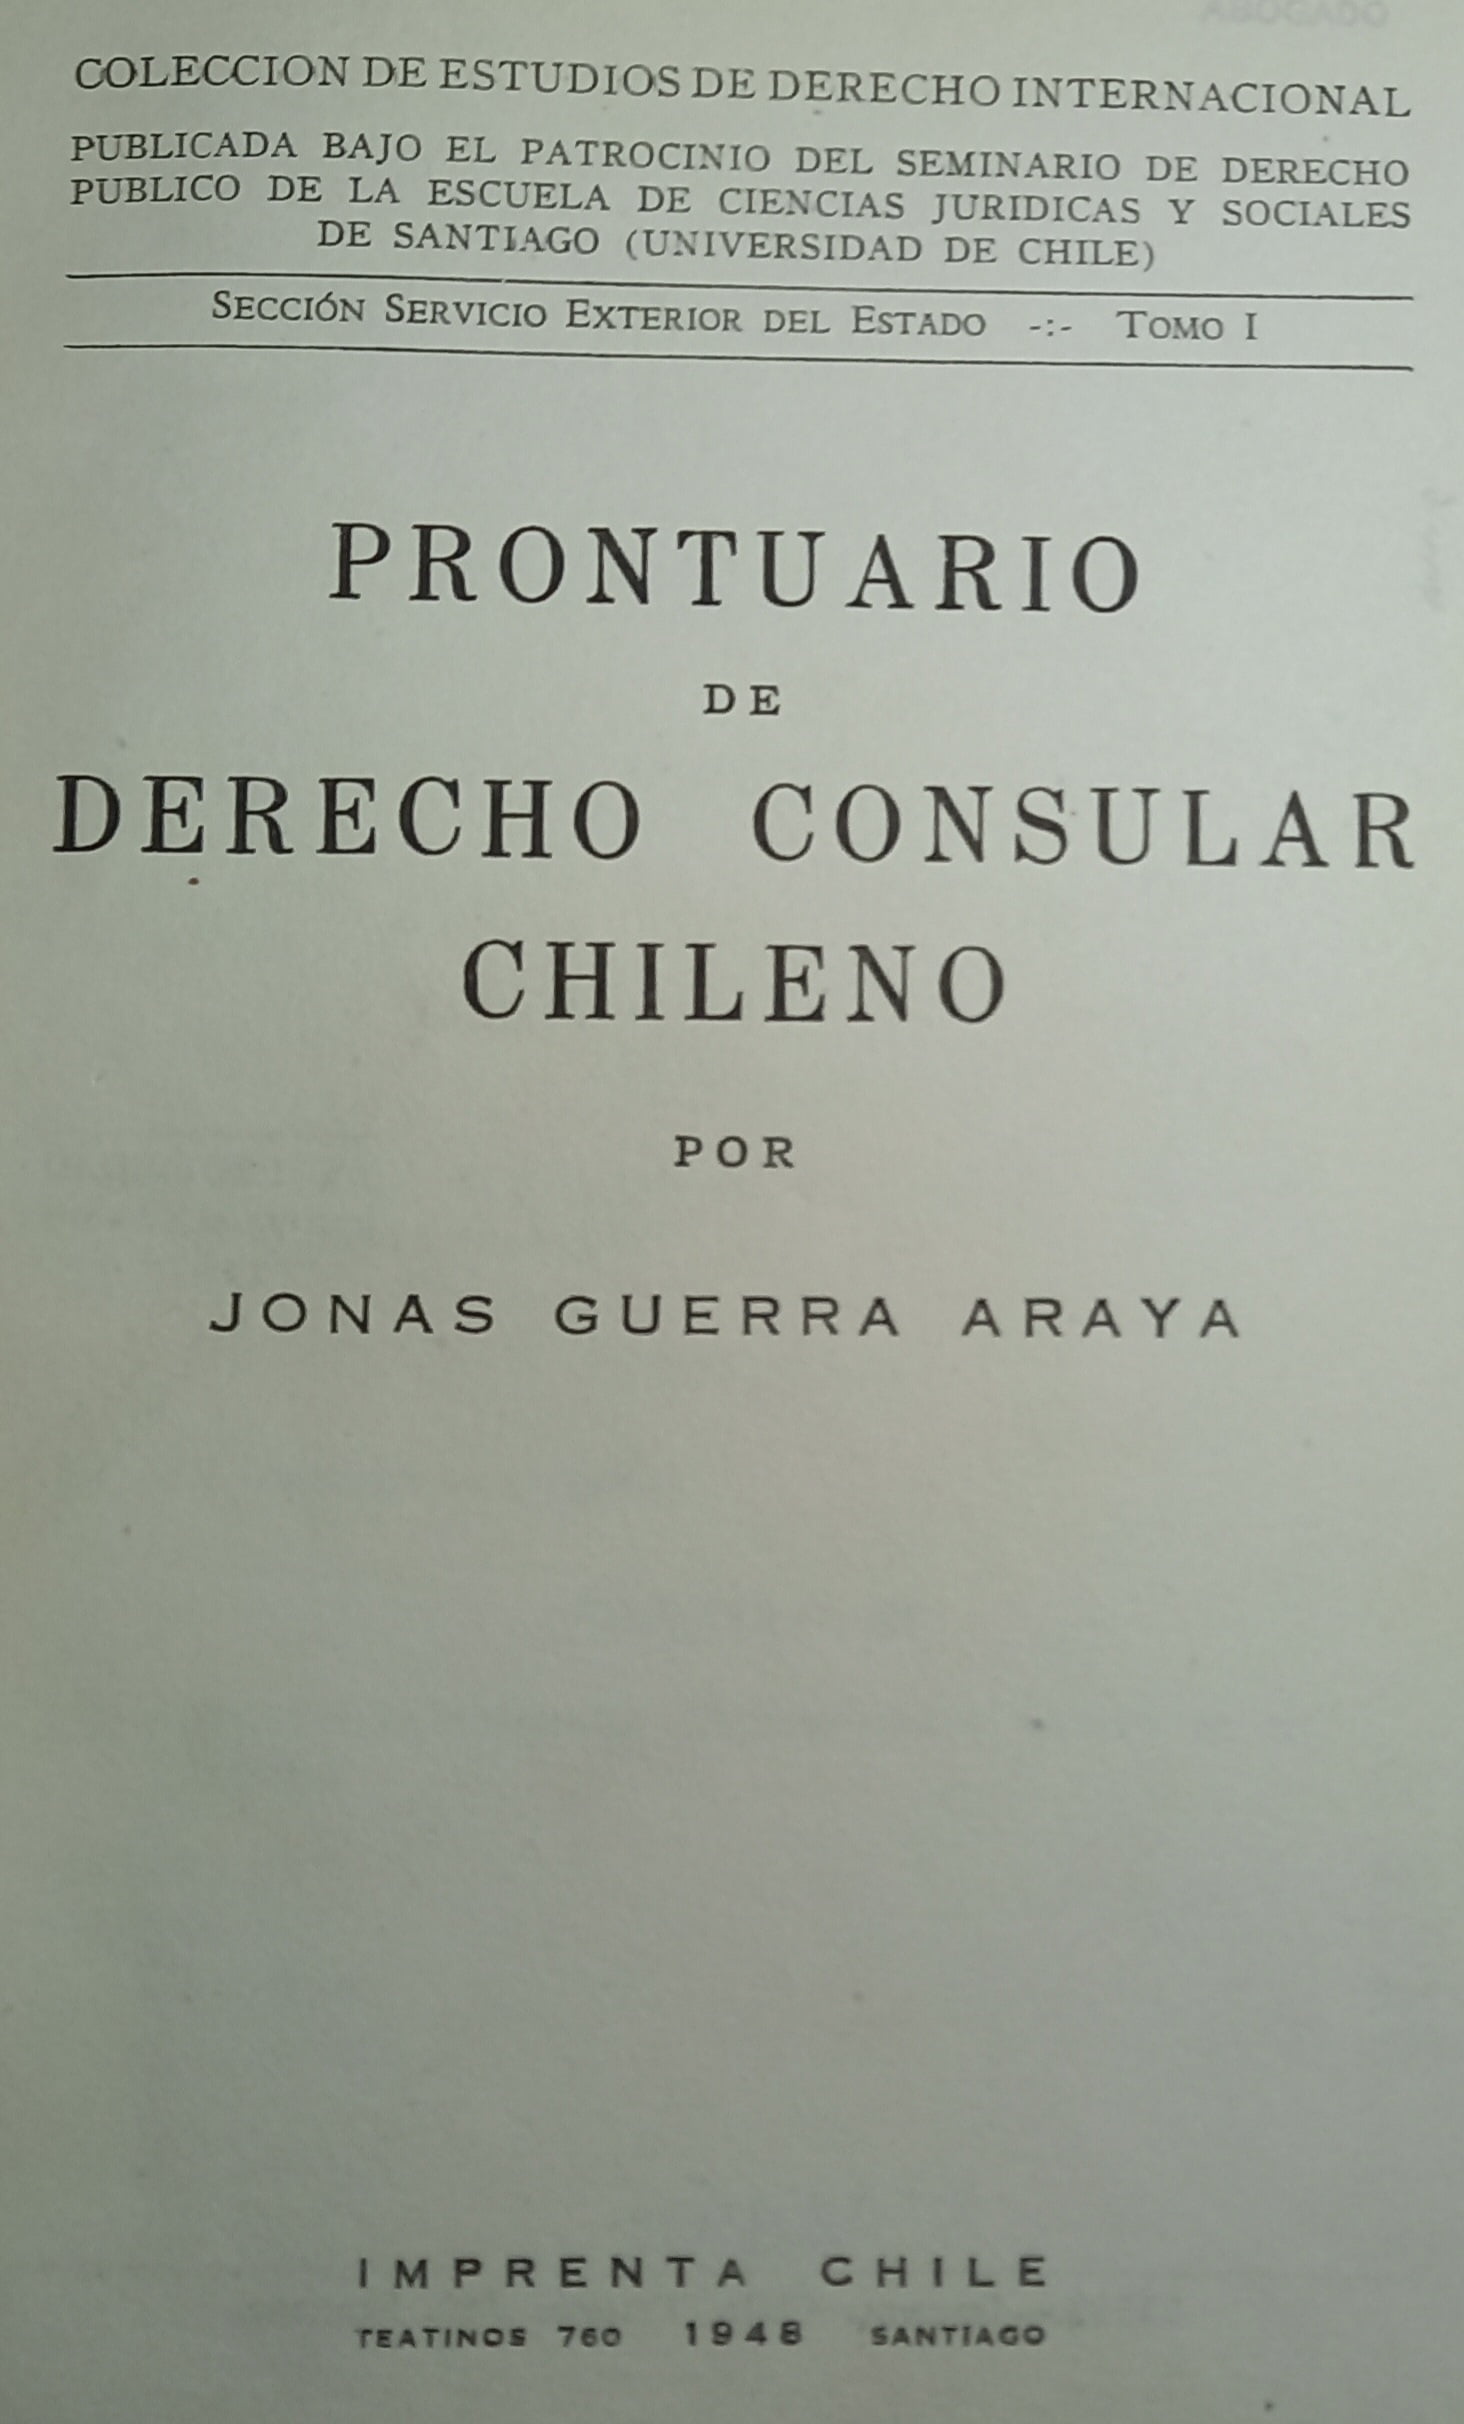 COLECCION DE ESTUDIOS DE DERECHO INTERNACIONAL
PUBLICADA BAJO EL PATROCINIO DEL SEMINARIO DE DERECHO
PUBLICO DE LA ESCUELA DE CIENCIAS JURIDICAS Y SOCIALES
DE SANTIAGO (UNIVERSIDAD DE CHILE)
SECCIÓN SERVICIO EXTERIOR DEL ESTADO -:- TOMO I
PRONTUARIO
DE
DERECHO CONSULAR
CHILENO
POR
JONAS GUERRA ARAYA
IMPRENTA CHILE
TEATINOS 760 1948 SANTIAGO